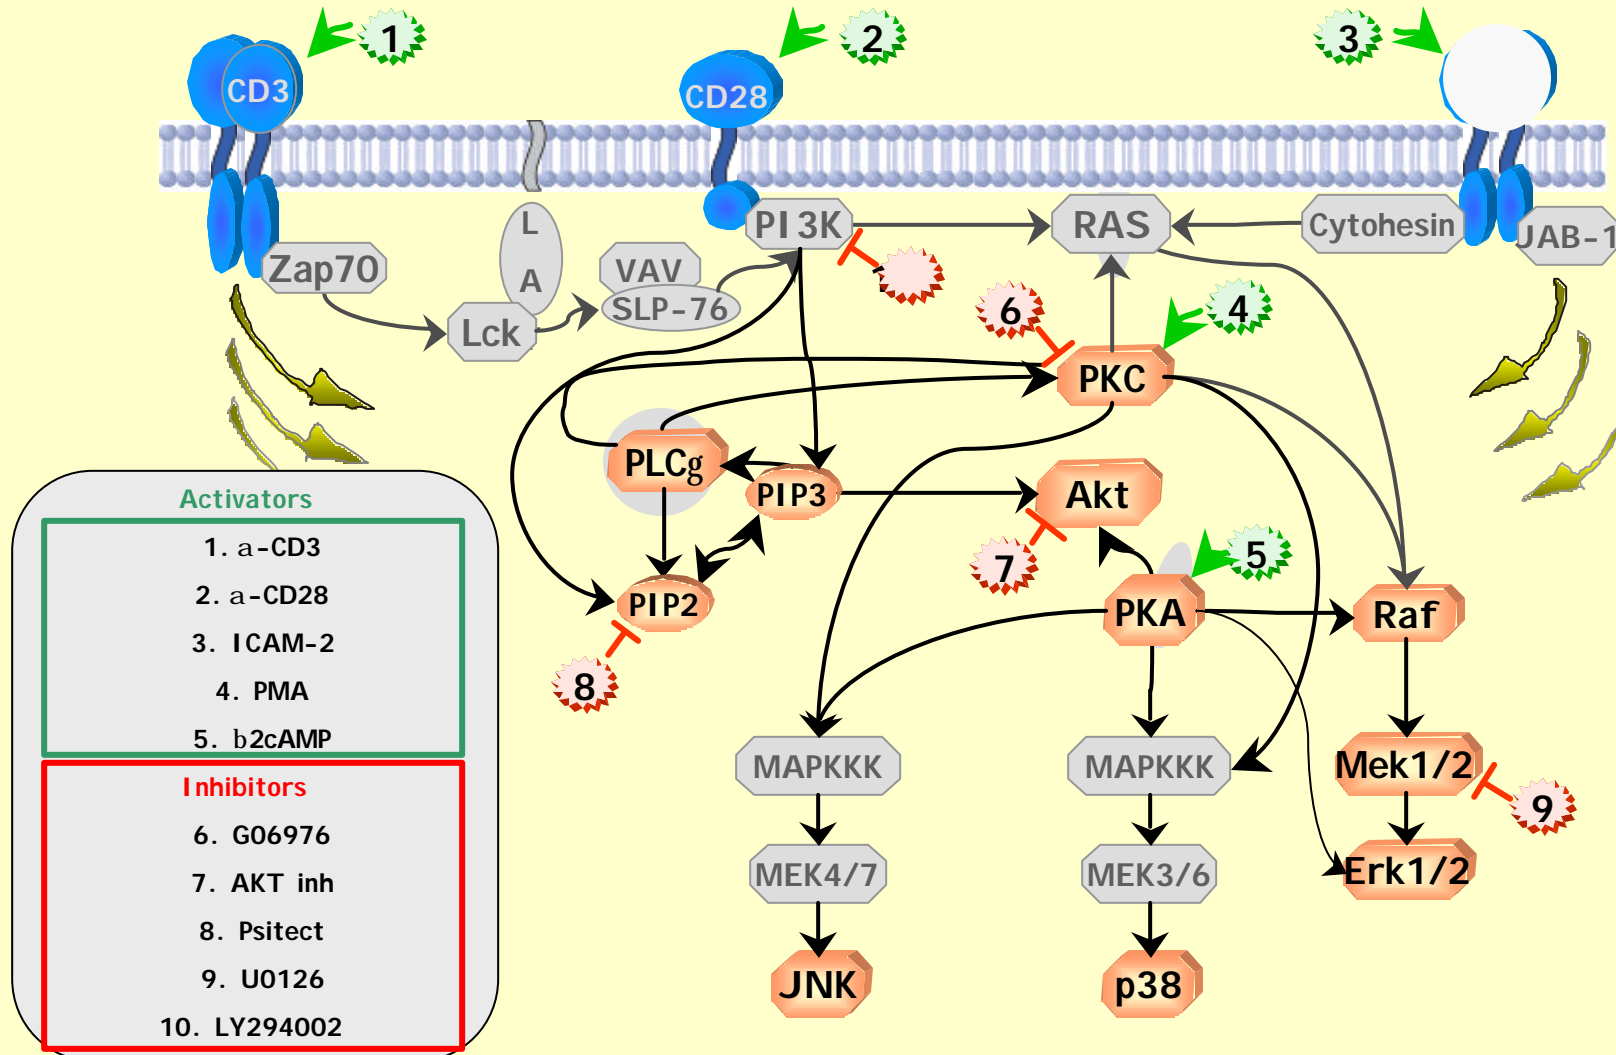 1
2
3
CD3
CD28
PI3K
RAS
Cytohesin
JAB-1
L
A
Zap70
VAV
SLP-76
Lck
6
4
PKC
PLCg
PIP3
Akt
7
5
PIP2
PKA
Raf
8
MAPKKK
MAPKKK
Mek1/2
9
MEK4/7
MEK3/6
Erk1/2
JNK
p38
Activators
1. a-CD3
2. a-CD28
3. ICAM-2
4. PMA
5. b2cAMP
Inhibitors
6. G06976
7. AKT inh
8. Psitect
9. U0126
10. LY294002